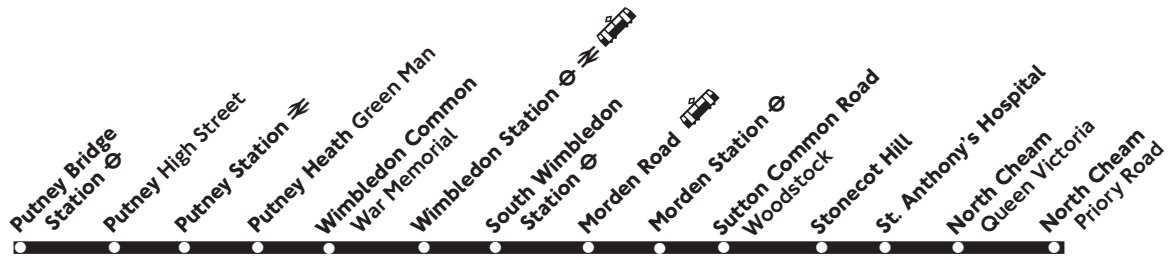 Putney Bridge
Station
Putney High Street
Putney Station
Putney Heath Green Man
Wimbledon Common
War Memorial
Wimbledon Station
South Wimbledon
Station
Morden Road
Morden Station
Sutton Common Road
Woodstock
Stonecot Hill
St. Anthony's Hospital
North Cheam
Queen Victoria
North Cheam
Priory Road